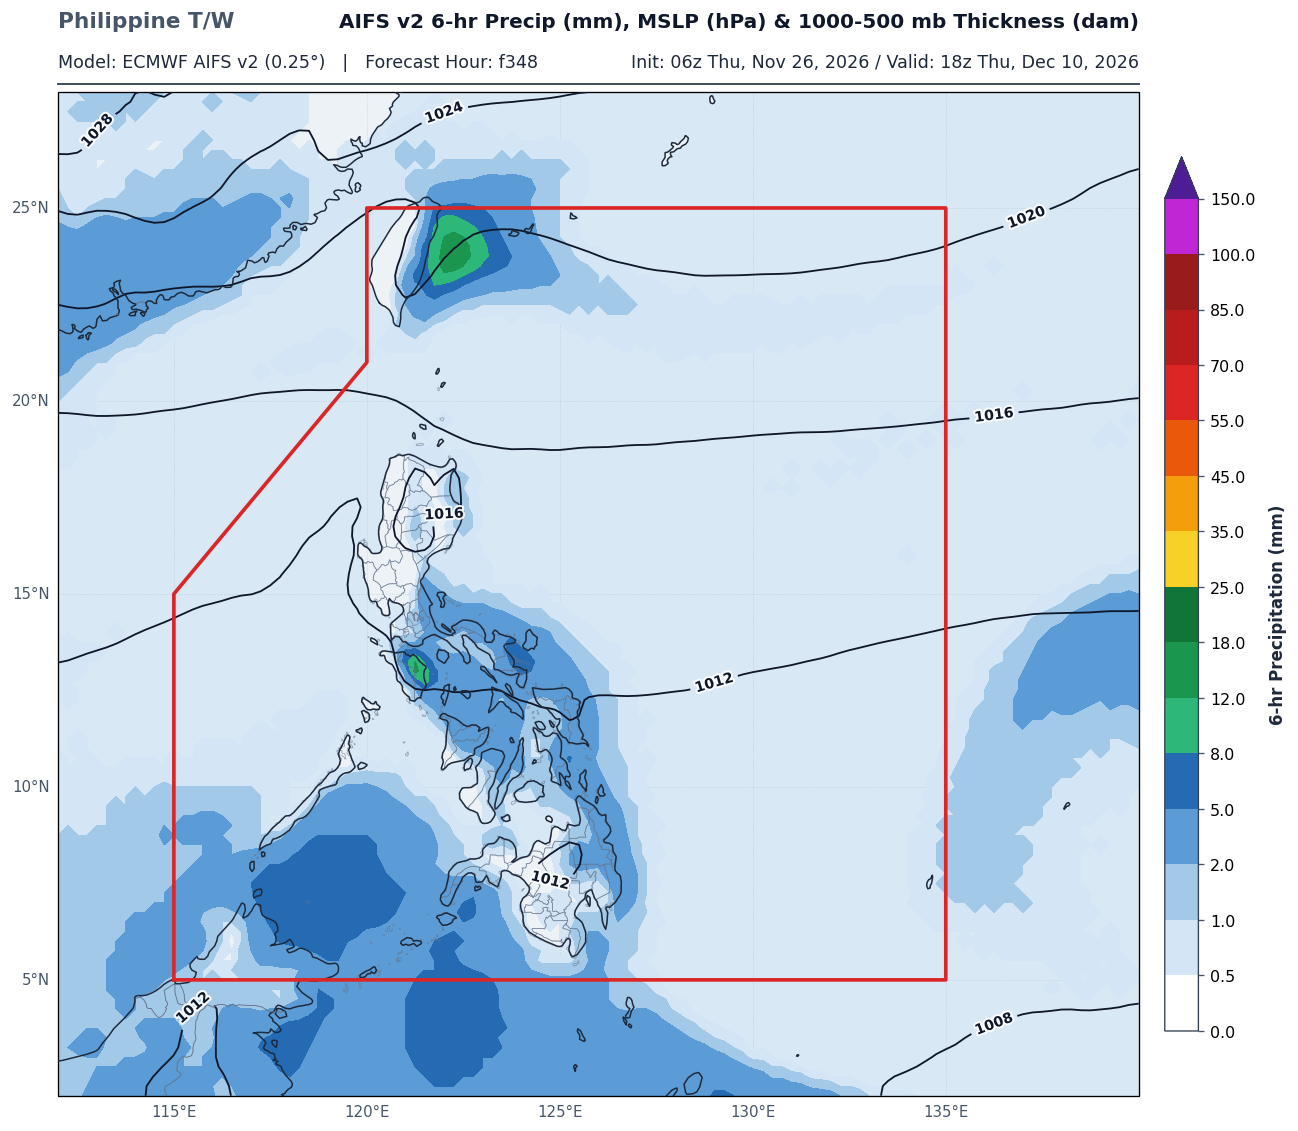 Philippine T/W
AIFS v2 6-hr Precip (mm), MSLP (hPa) & 1000-500 mb Thickness (dam)
Model: ECMWF AIFS v2 (0.25°) | Forecast Hour: f348
Init: 06z Thu, Nov 26, 2026 / Valid: 18z Thu, Dec 10, 2026
1028
1024
1020
1016
1016
1012
1012
1012
1008
25°N
20°N
15°N
10°N
5°N
115°E
120°E
125°E
130°E
135°E
150.0
100.0
85.0
70.0
55.0
45.0
35.0
25.0
18.0
12.0
8.0
5.0
2.0
1.0
0.5
0.0
6-hr Precipitation (mm)